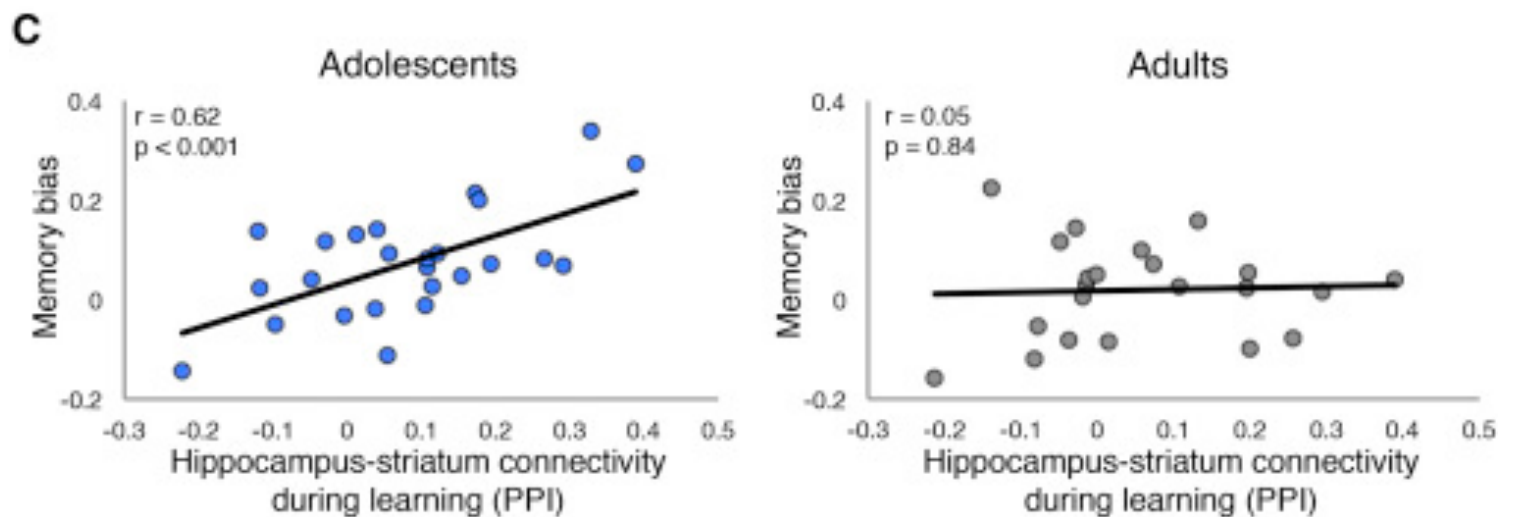 C
Adolescents
r = 0.62
p < 0.001
Memory bias
0.4
0.2
0
-0.2
-0.3 -0.2 -0.1 0 0.1 0.2 0.3 0.4 0.5
Hippocampus-striatum connectivity
during learning (PPI)
Adults
r = 0.05
p = 0.84
Memory bias
0.4
0.2
0
-0.2
-0.3 -0.2 -0.1 0 0.1 0.2 0.3 0.4 0.5
Hippocampus-striatum connectivity
during learning (PPI)